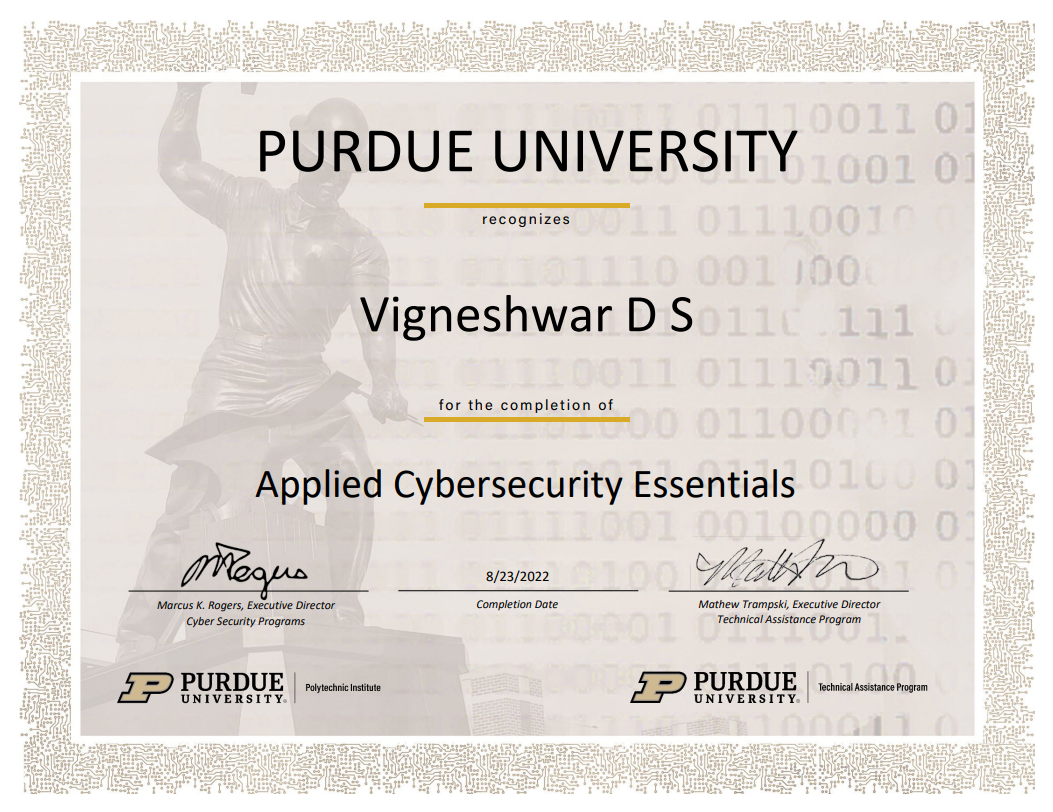 PURDUE UNIVERSITY
recognizes
Vigneshwar D S
for the completion of
Applied Cybersecurity Essentials
8/23/2022
Marcus K. Rogers, Executive Director
Cyber Security Programs
Completion Date
Mathew Trampski, Executive Director
Technical Assistance Program
PURDUE UNIVERSITY® Polytechnic Institute
PURDUE UNIVERSITY® Technical Assistance Program